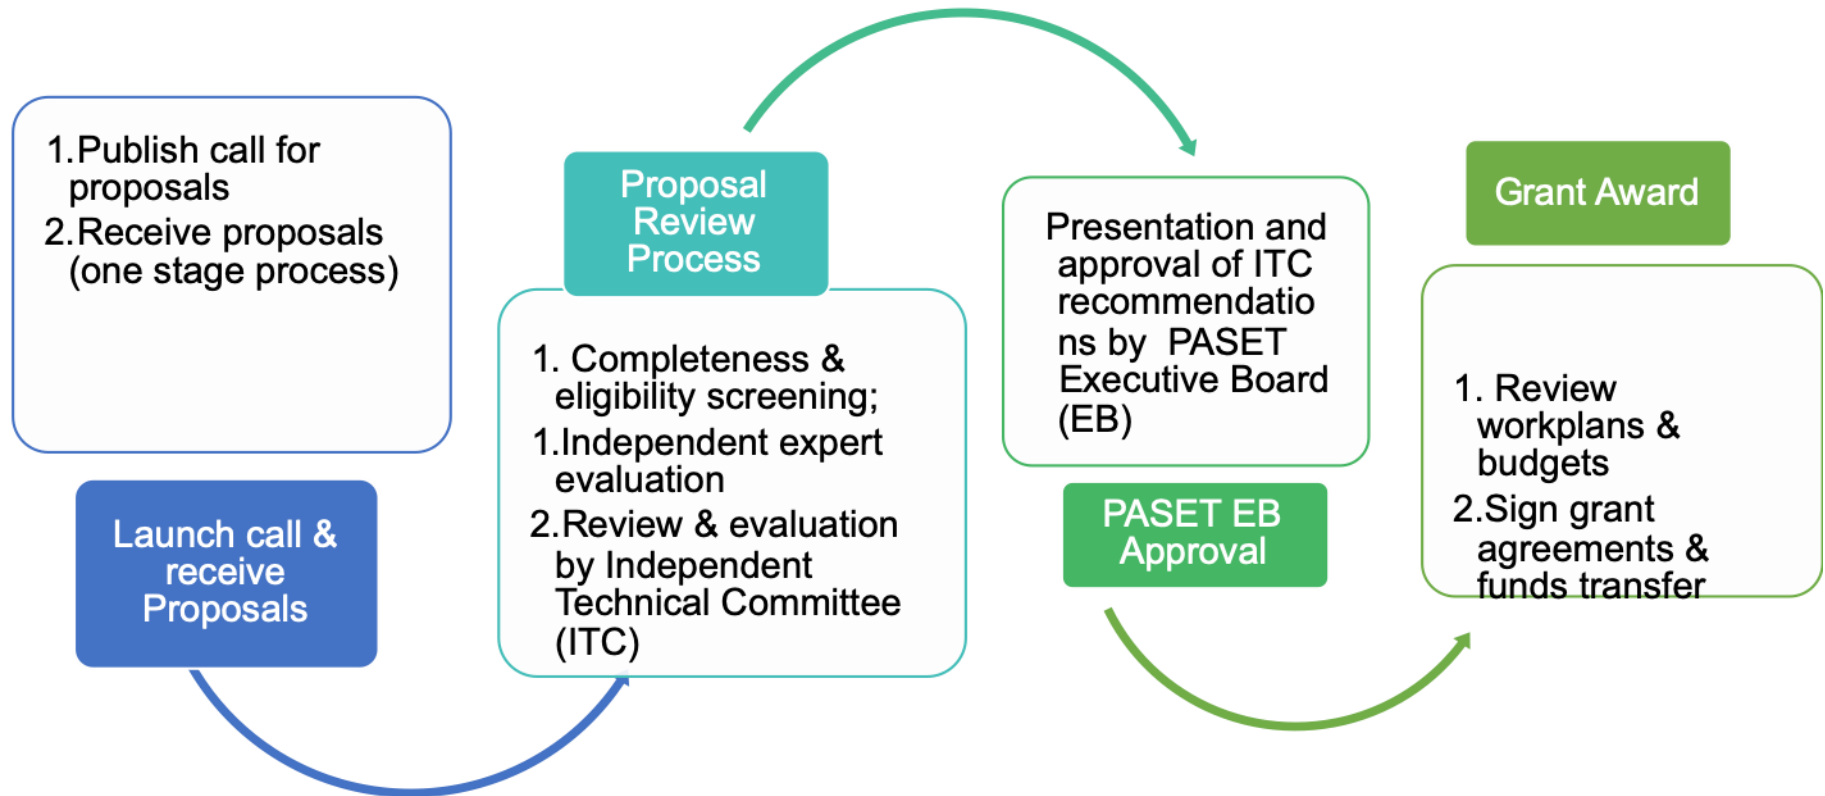 1.Publish call for
proposals
2.Receive proposals
(one stage process)
Launch call &
receive
Proposals
Proposal
Review
Process
1. Completeness &
eligibility screening;
1.Independent expert
evaluation
2.Review & evaluation
by Independent
Technical Committee
(ITC)
Presentation and
approval of ITC
recommendatio
ns by  PASET
Executive Board
(EB)
PASET EB
Approval
Grant Award
1. Review
workplans &
budgets
2.Sign grant
agreements &
funds transfer